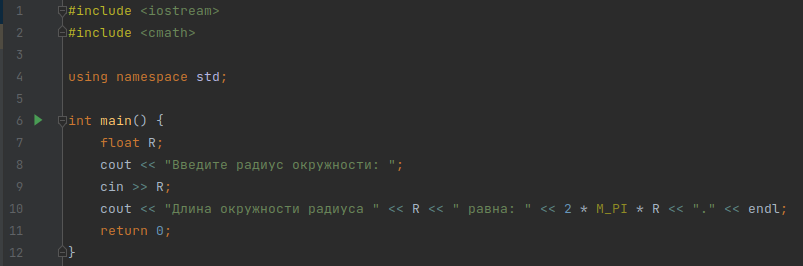 1 #include <iostream>
2 #include <cmath>
3
4 using namespace std;
5
6 int main() {
7 float R;
8 cout << "Введите радиус окружности: ";
9 cin >> R;
10 cout << "Длина окружности радиуса " << R << " равна: " << 2 * M_PI * R << "." << endl;
11 return 0;
12 }